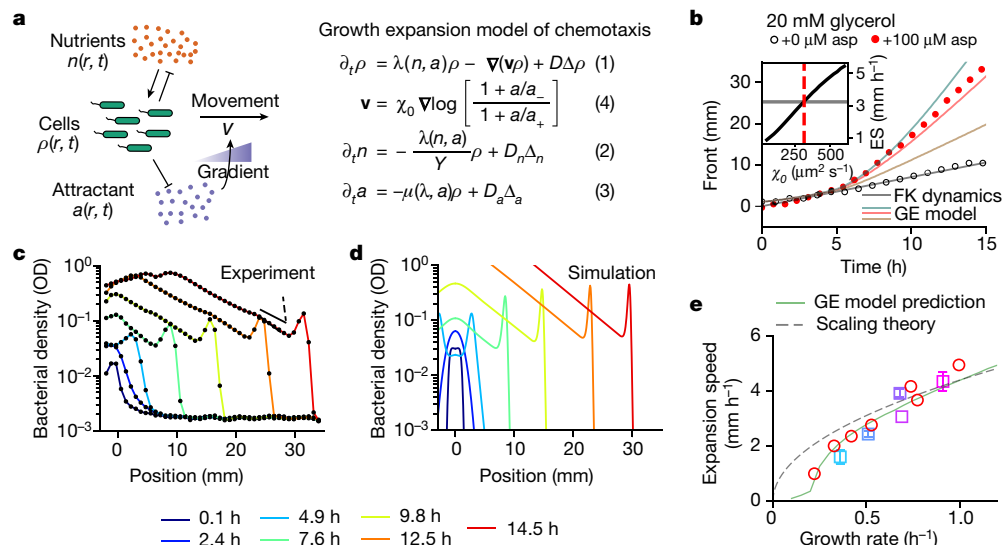 a
Nutrients
n(r, t)
Cells
ρ(r, t)
Attractant
a(r, t)
Movement
v
Gradient
Growth expansion model of chemotaxis
∂tρ = λ(n, a)ρ − ∇(vρ) + DΔρ (1)
v = χ0 ∇log [ 1 + a/a− / 1 + a/a+ ] (4)
∂tn = − λ(n, a) / Y ρ + DnΔn (2)
∂ta = −μ(λ, a)ρ + DaΔa (3)
b
20 mM glycerol
+0 μM asp +100 μM asp
Front (mm)
30
20
10
0
0 5 10 15
Time (h)
ES (mm h−1)
5
3
1
250 500
χ0 (μm2 s−1)
FK dynamics
GE model
c
Experiment
Bacterial density (OD)
100
10−1
10−2
10−3
0 10 20 30
Position (mm)
d
Simulation
Bacterial density (OD)
100
10−1
10−2
10−3
0 10 20 30
Position (mm)
0.1 h 4.9 h 9.8 h 14.5 h
2.4 h 7.6 h 12.5 h
e
GE model prediction
Scaling theory
Expansion speed
(mm h−1)
6
4
2
0
0 0.5 1.0
Growth rate (h−1)